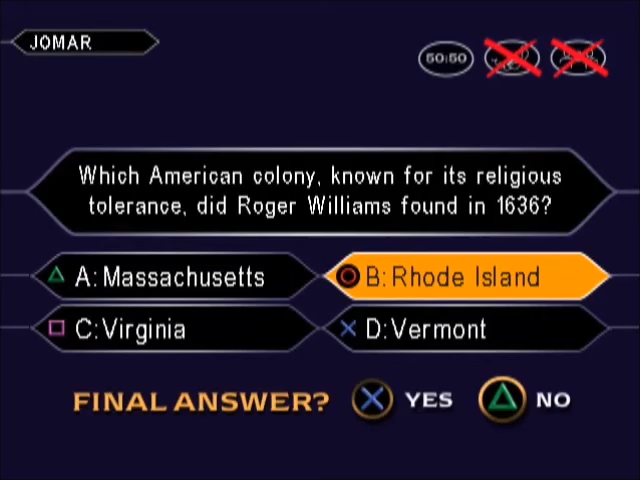 JOMAR
50:50
Which American colony, known for its religious
tolerance, did Roger Williams found in 1636?
A: Massachusetts
B: Rhode Island
C: Virginia
D: Vermont
FINAL ANSWER? YES NO